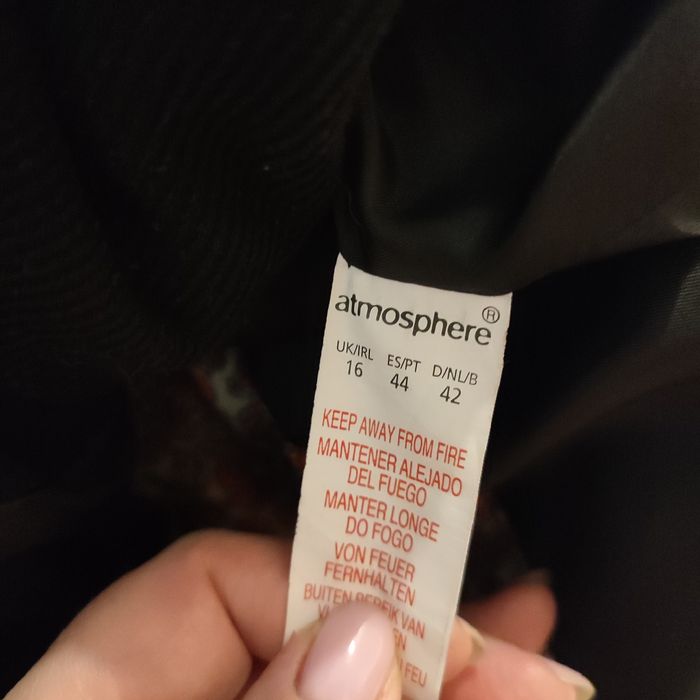 atmosphere®
UK/IRL ES/PT D/NL/B
16 44 42
KEEP AWAY FROM FIRE
MANTENER ALEJADO
DEL FUEGO
MANTER LONGE
DO FOGO
VON FEUER
FERNHALTEN
BUITEN BEREIK VAN
FEU